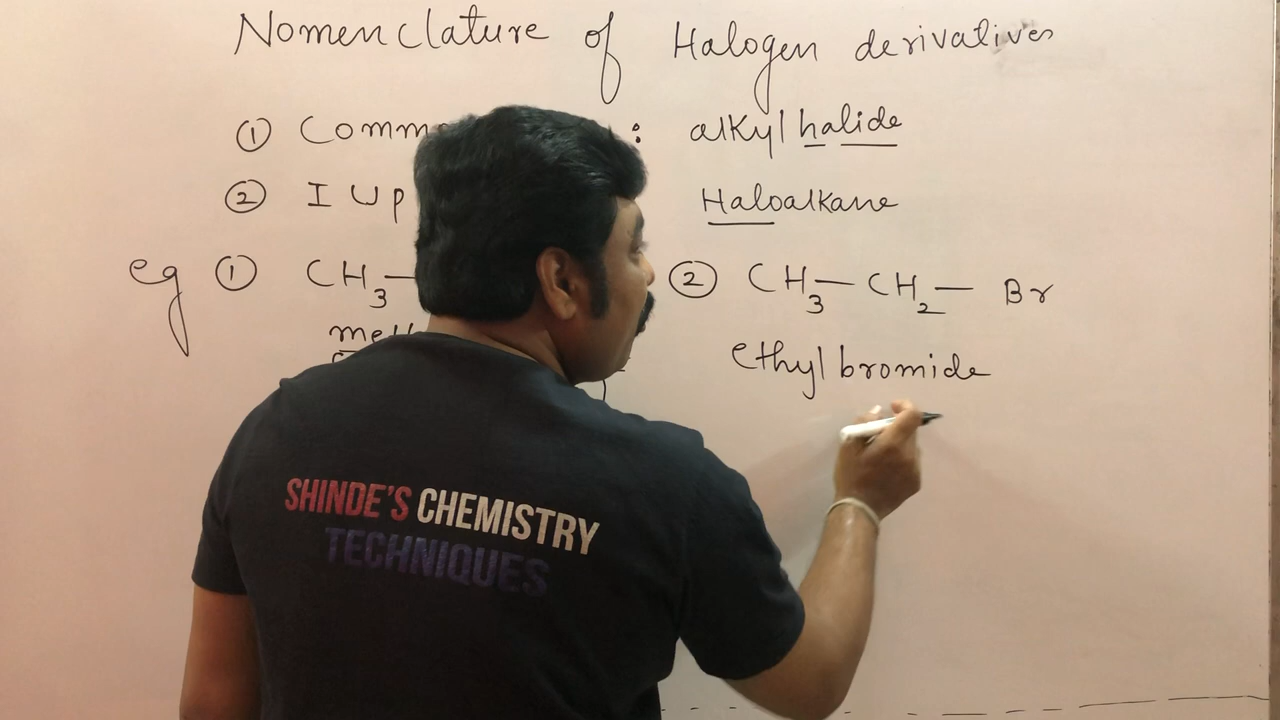 Nomenclature of Halogen derivatives
① Comm : alkyl halide
② IUP Haloalkane
eg ① CH3— ② CH3—CH2—Br
meth ethyl bromide
SHINDE'S CHEMISTRY
TECHNIQUES